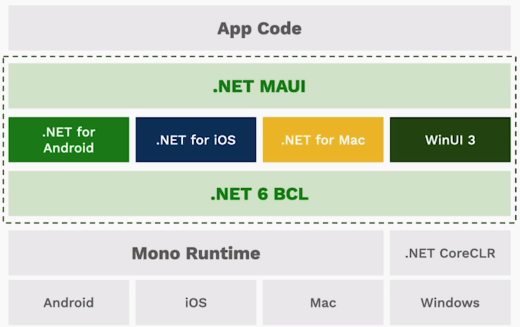 App Code
.NET MAUI
.NET for
Android
.NET for iOS
.NET for Mac
WinUI 3
.NET 6 BCL
Mono Runtime
.NET CoreCLR
Android
iOS
Mac
Windows